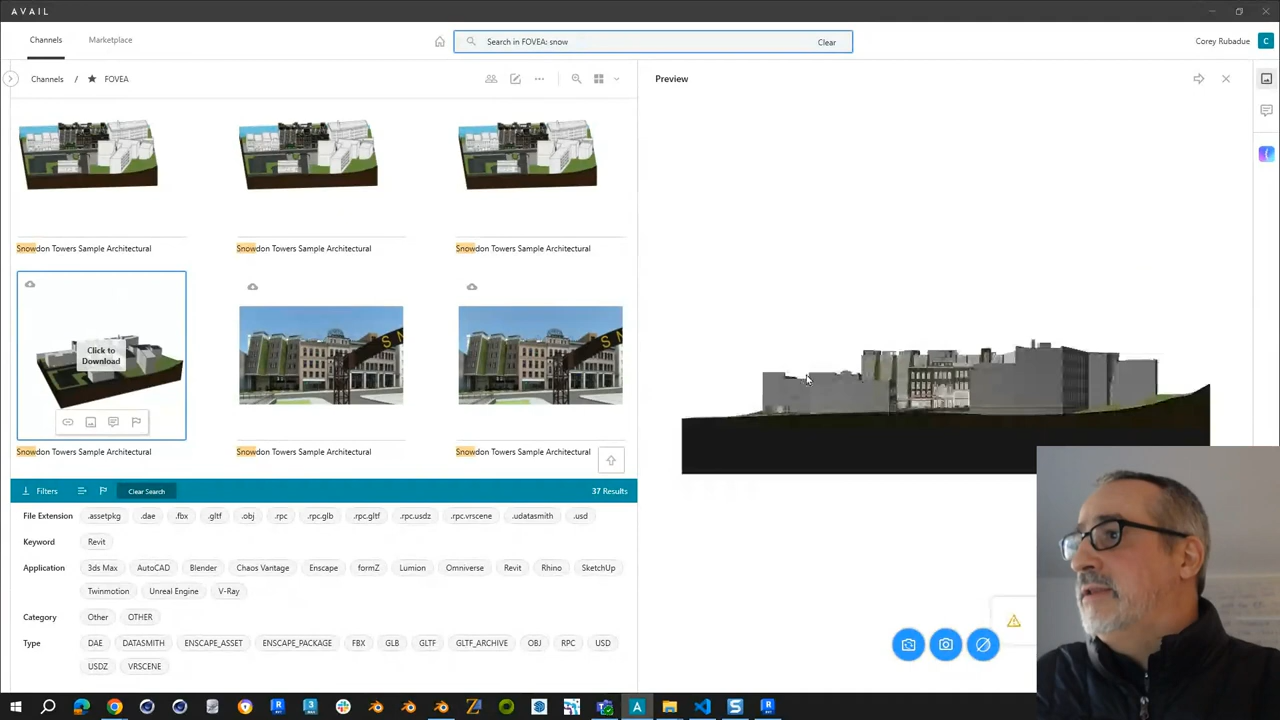 AVAIL
Channels Marketplace Search in FOVEA: snow Clear Corey Rubadue C
Channels / FOVEA Preview
Snowdon Towers Sample Architectural Snowdon Towers Sample Architectural Snowdon Towers Sample Architectural
Click to
Download
Snowdon Towers Sample Architectural Snowdon Towers Sample Architectural Snowdon Towers Sample Architectural
Filters Clear Search 37 Results
File Extension .assetpkg .dae .fbx .gltf .obj .rpc .rpc.glb .rpc.gltf .rpc.usdz .rpc.vrscene .udatasmith .usd
Keyword Revit
Application 3ds Max AutoCAD Blender Chaos Vantage Enscape formZ Lumion Omniverse Revit Rhino SketchUp
Twinmotion Unreal Engine V-Ray
Category Other OTHER
Type DAE DATASMITH ENSCAPE_ASSET ENSCAPE_PACKAGE FBX GLB GLTF GLTF_ARCHIVE OBJ RPC USD
USDZ VRSCENE